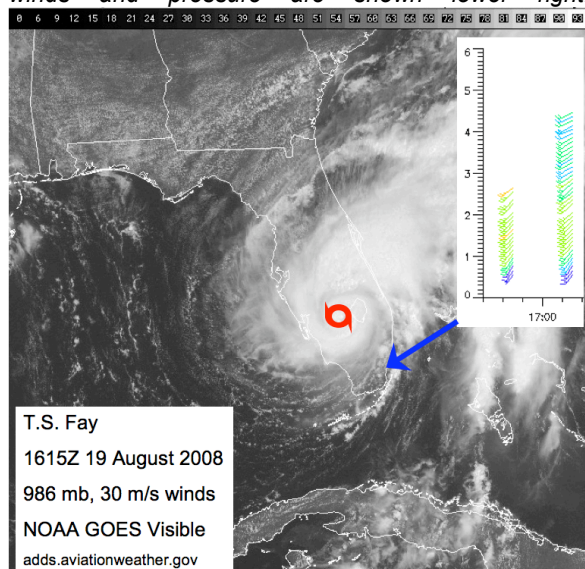 winds and pressure are shown lower right
0 3 6 9 12 15 18 21 24 27 30 33 36 39 42 45 48 51 54 57 60 63 66 69 72 75 78 81 84 87 90 93
6
5
4
3
2
1
0
17:00
T.S. Fay
1615Z 19 August 2008
986 mb, 30 m/s winds
NOAA GOES Visible
adds.aviationweather.gov